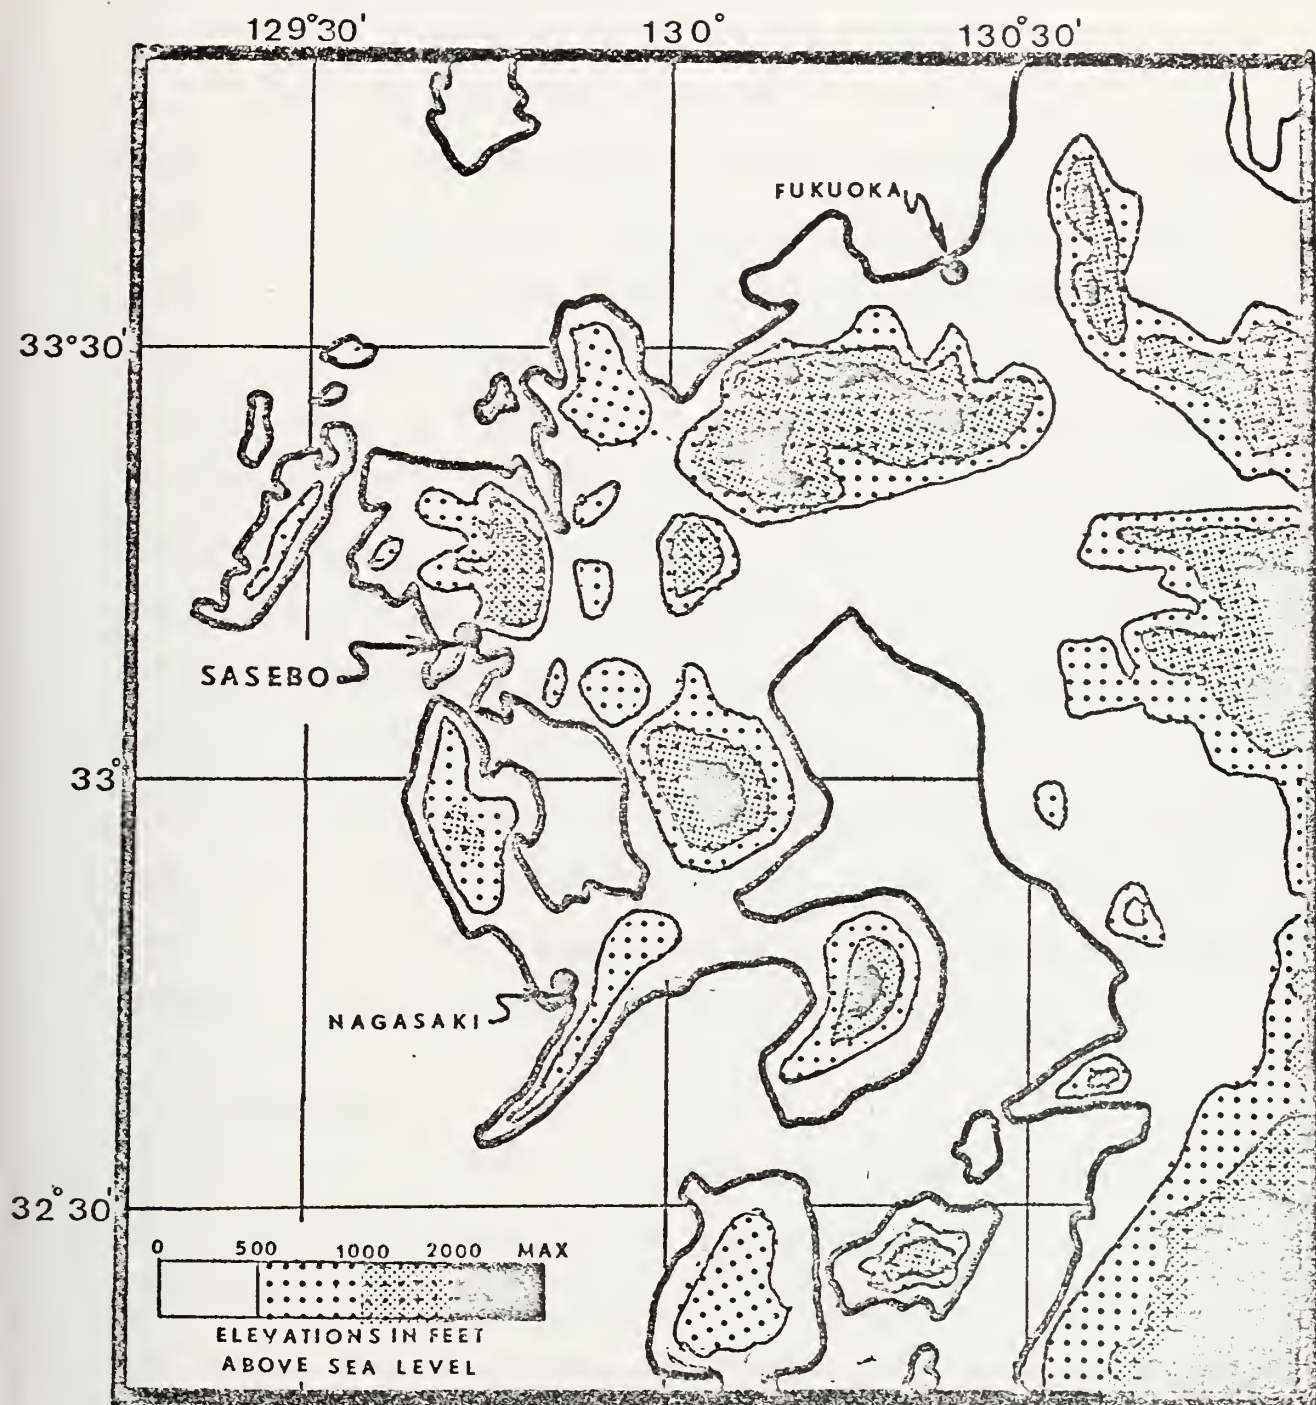 129°30' 130° 130°30'
FUKUOKA
33°30'
SASEBO
33°
NAGASAKI
32°30'
0 500 1000 2000 MAX
ELEVATIONS IN FEET
ABOVE SEA LEVEL